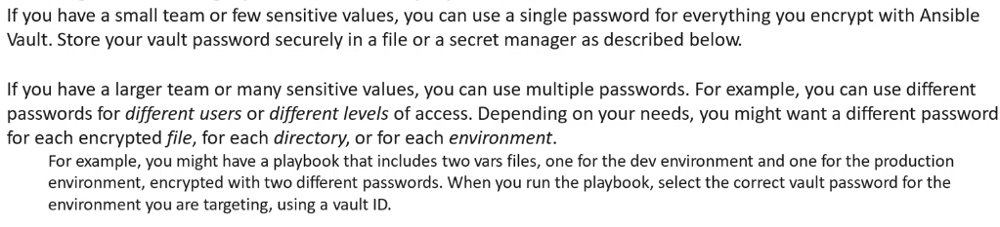 If you have a small team or few sensitive values, you can use a single password for everything you encrypt with Ansible
Vault. Store your vault password securely in a file or a secret manager as described below.
If you have a larger team or many sensitive values, you can use multiple passwords. For example, you can use different
passwords for different users or different levels of access. Depending on your needs, you might want a different password
for each encrypted file, for each directory, or for each environment.
For example, you might have a playbook that includes two vars files, one for the dev environment and one for the production
environment, encrypted with two different passwords. When you run the playbook, select the correct vault password for the
environment you are targeting, using a vault ID.